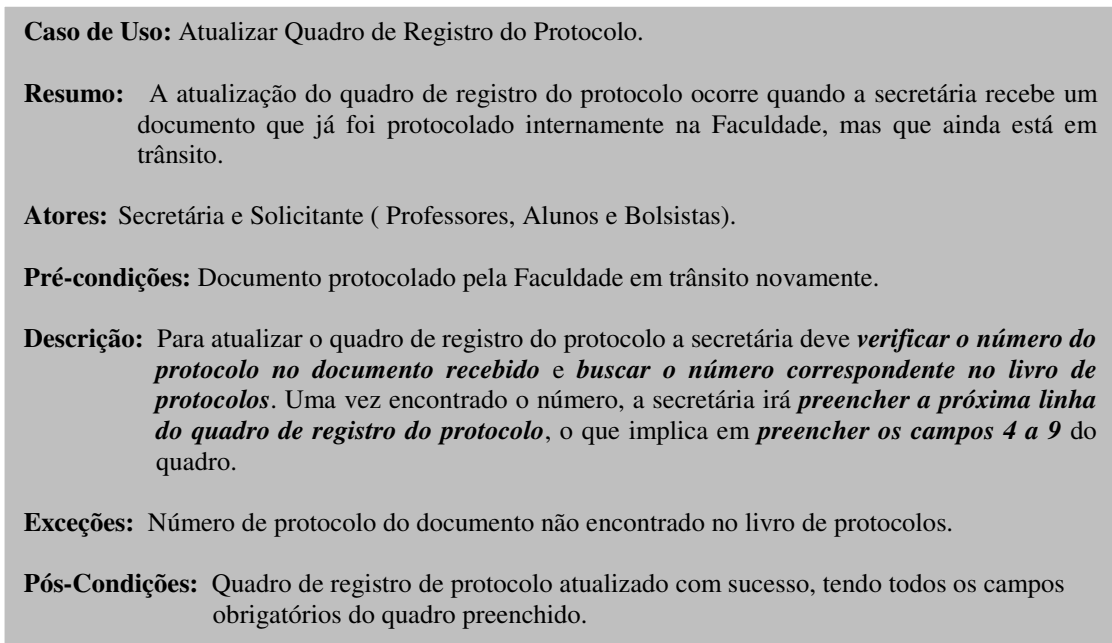 Caso de Uso: Atualizar Quadro de Registro do Protocolo.
Resumo: A atualização do quadro de registro do protocolo ocorre quando a secretária recebe um
documento que já foi protocolado internamente na Faculdade, mas que ainda está em
trânsito.
Atores: Secretária e Solicitante ( Professores, Alunos e Bolsistas).
Pré-condições: Documento protocolado pela Faculdade em trânsito novamente.
Descrição: Para atualizar o quadro de registro do protocolo a secretária deve verificar o número do
protocolo no documento recebido e buscar o número correspondente no livro de
protocolos. Uma vez encontrado o número, a secretária irá preencher a próxima linha
do quadro de registro do protocolo, o que implica em preencher os campos 4 a 9 do
quadro.
Exceções: Número de protocolo do documento não encontrado no livro de protocolos.
Pós-Condições: Quadro de registro de protocolo atualizado com sucesso, tendo todos os campos
obrigatórios do quadro preenchido.